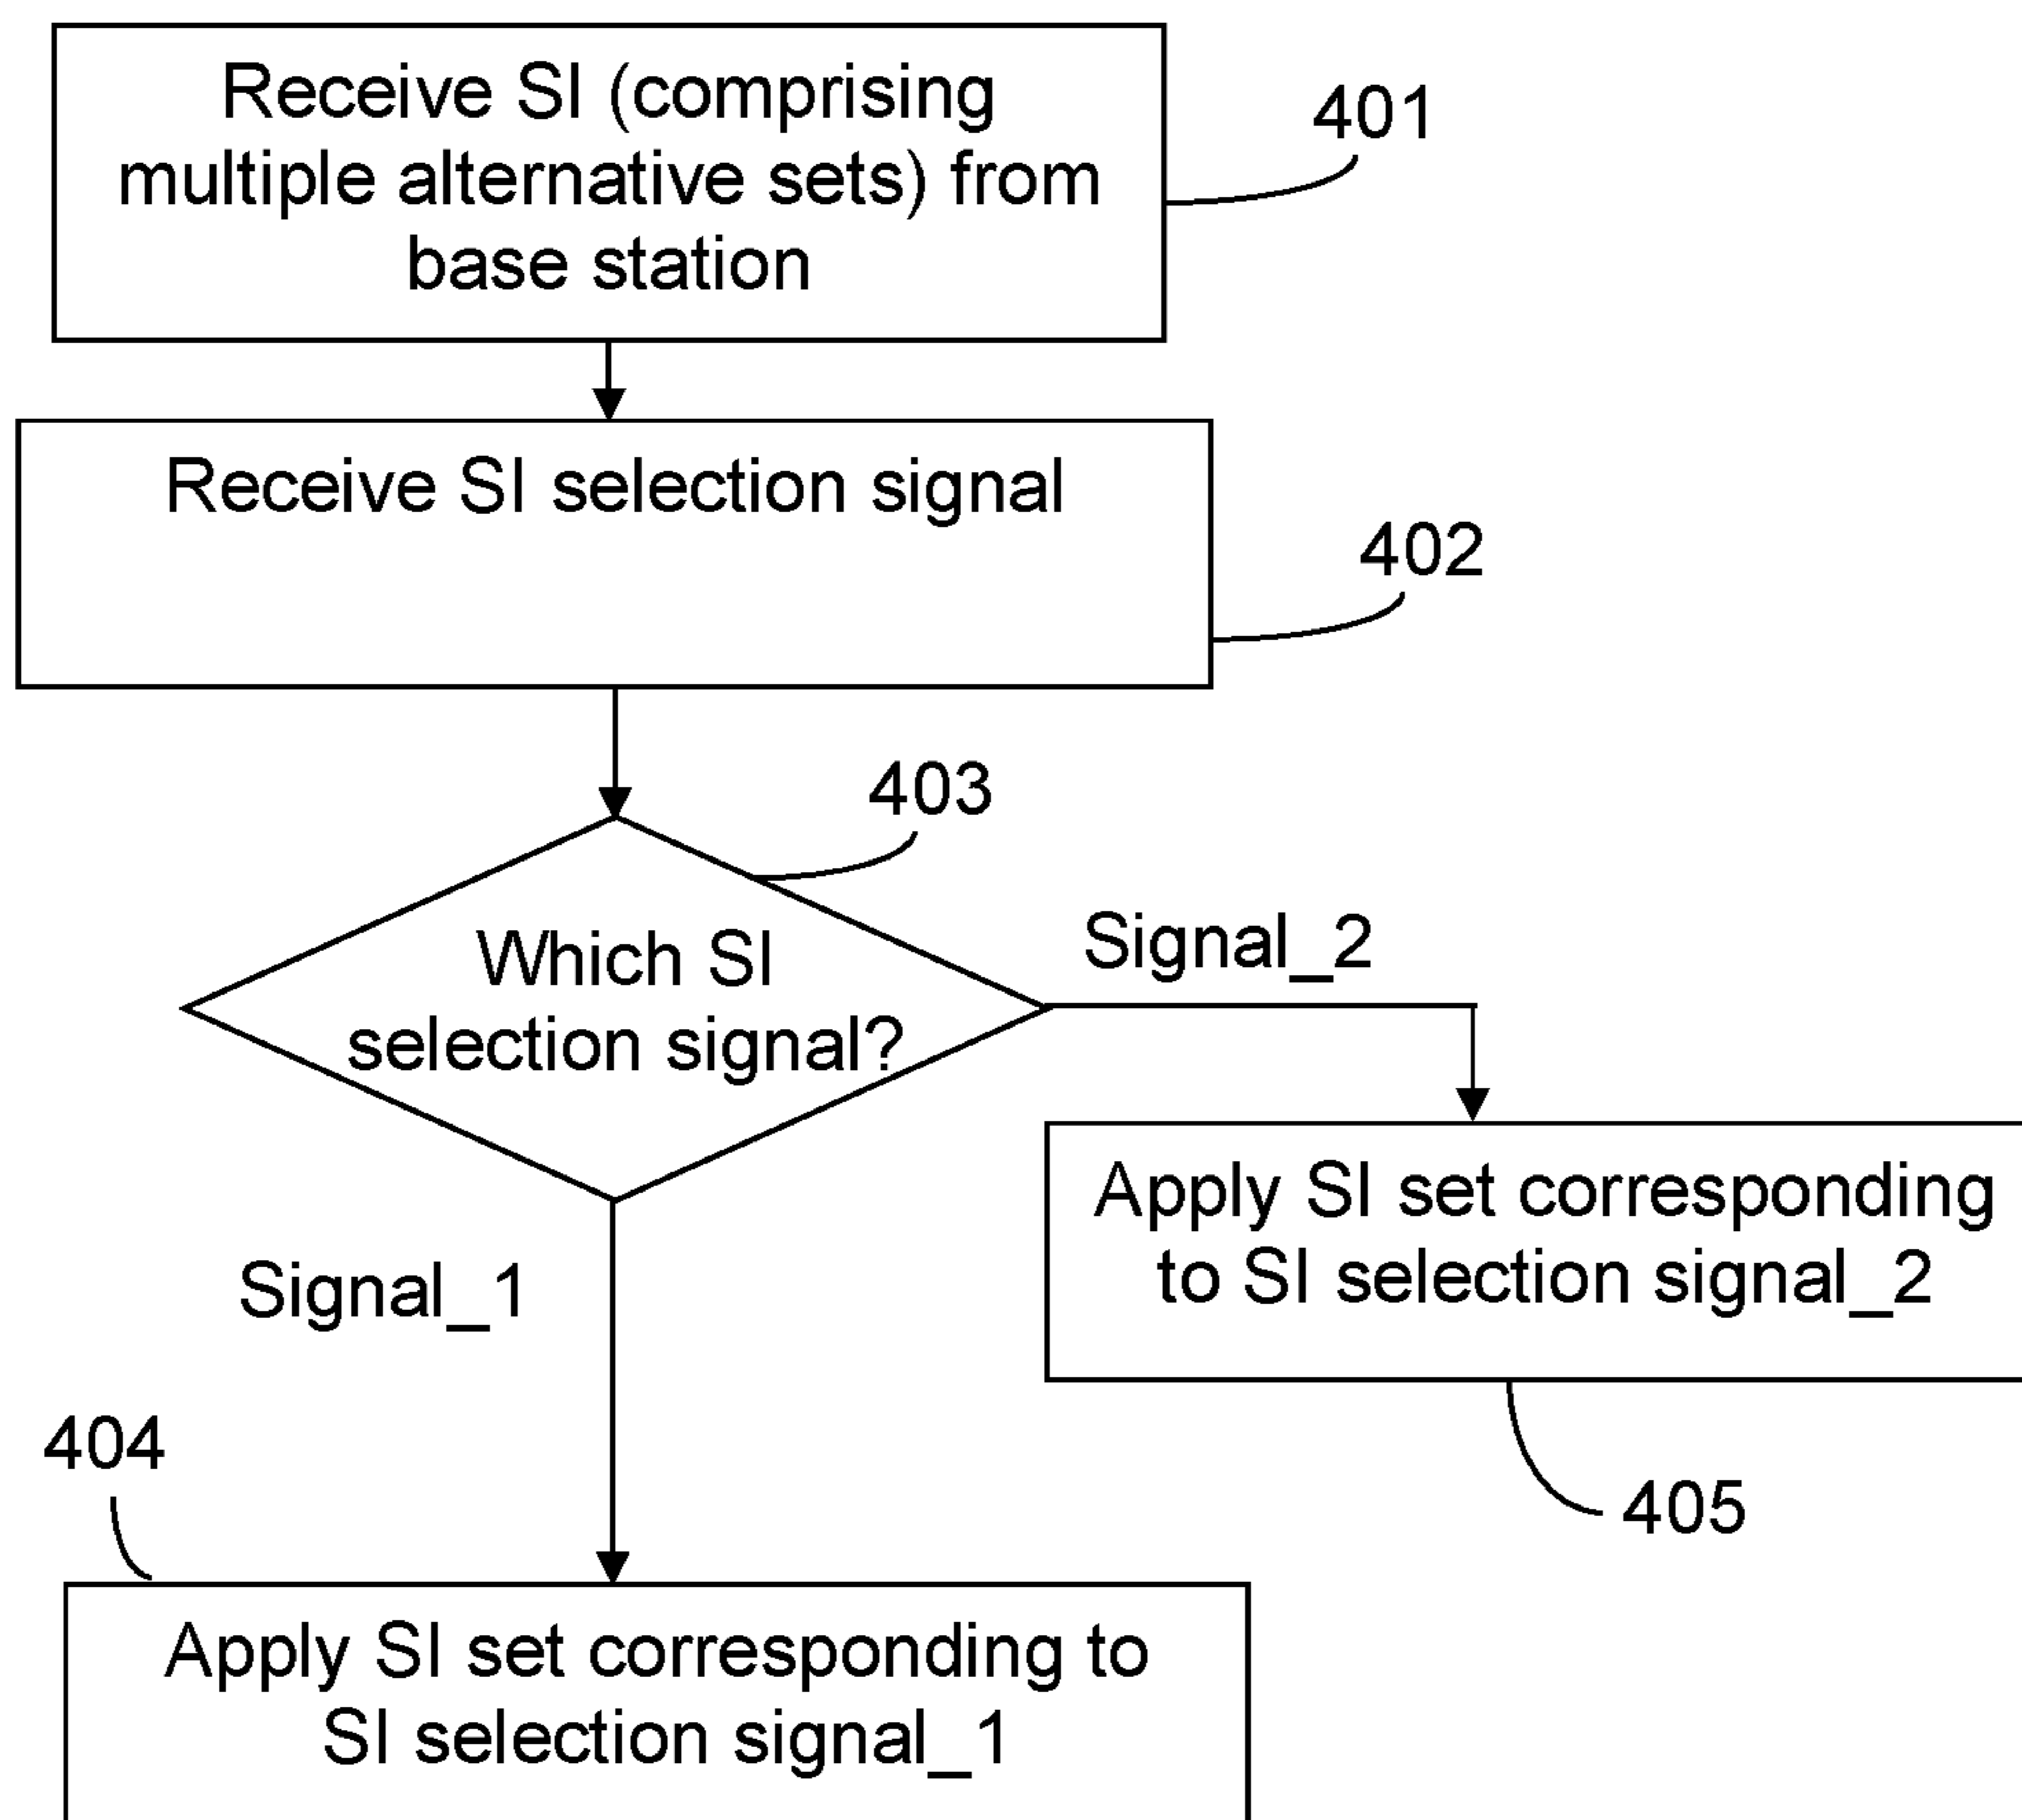 Receive SI (comprising
multiple alternative sets) from
base station
401
Receive SI selection signal
402
403
Which SI
selection signal?
Signal_2
Apply SI set corresponding
to SI selection signal_2
Signal_1
404
405
Apply SI set corresponding to
SI selection signal_1